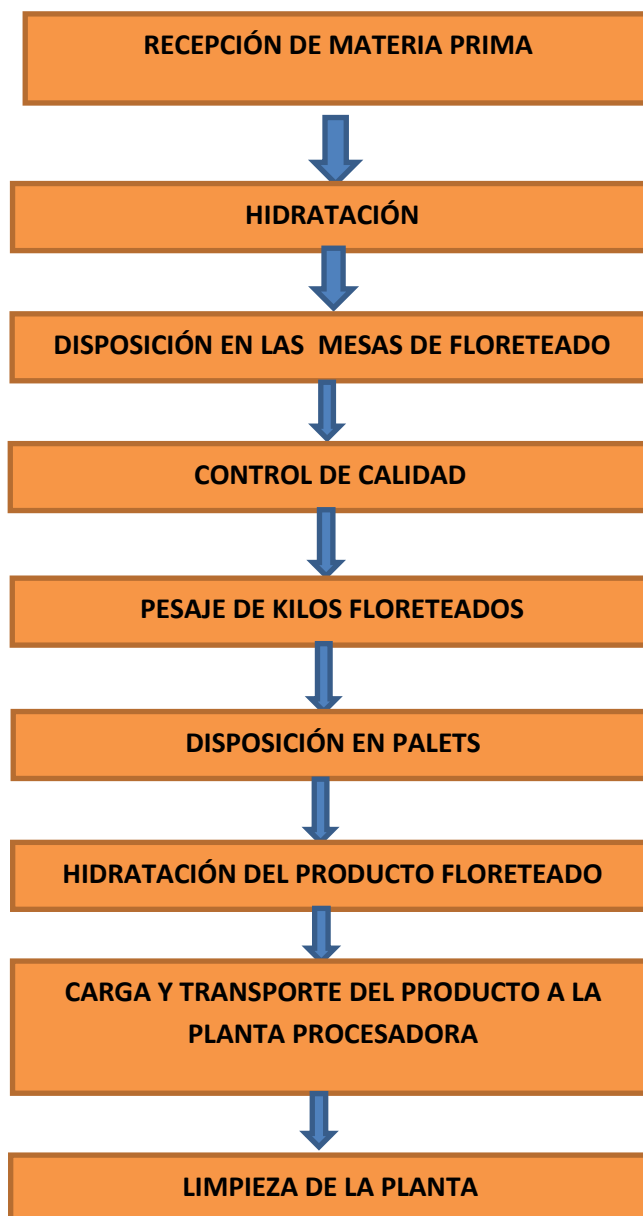 RECEPCIÓN DE MATERIA PRIMA
HIDRATACIÓN
DISPOSICIÓN EN LAS MESAS DE FLORETEADO
CONTROL DE CALIDAD
PESAJE DE KILOS FLORETEADOS
DISPOSICIÓN EN PALETS
HIDRATACIÓN DEL PRODUCTO FLORETEADO
CARGA Y TRANSPORTE DEL PRODUCTO A LA
PLANTA PROCESADORA
LIMPIEZA DE LA PLANTA